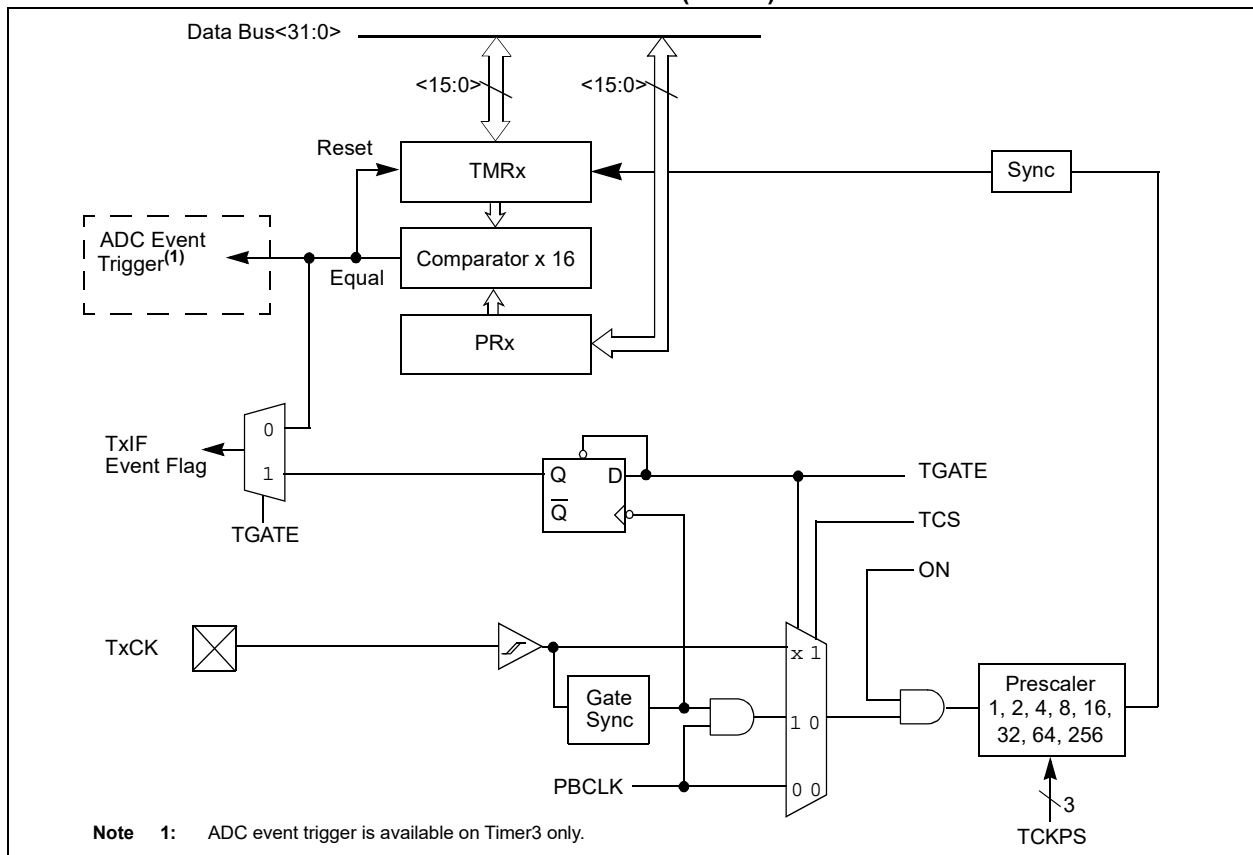 Data Bus<31:0>
<15:0>
<15:0>
Reset
TMRx
Sync
ADC Event
Trigger(1)
Equal
Comparator x 16
PRx
0
TxIF
Event Flag
1
Q
D
Q
TGATE
TGATE
TCS
ON
TxCK
x 1
Gate
Sync
1 0
Prescaler
1, 2, 4, 8, 16,
32, 64, 256
PBCLK
0 0
3
TCKPS
Note 1: ADC event trigger is available on Timer3 only.